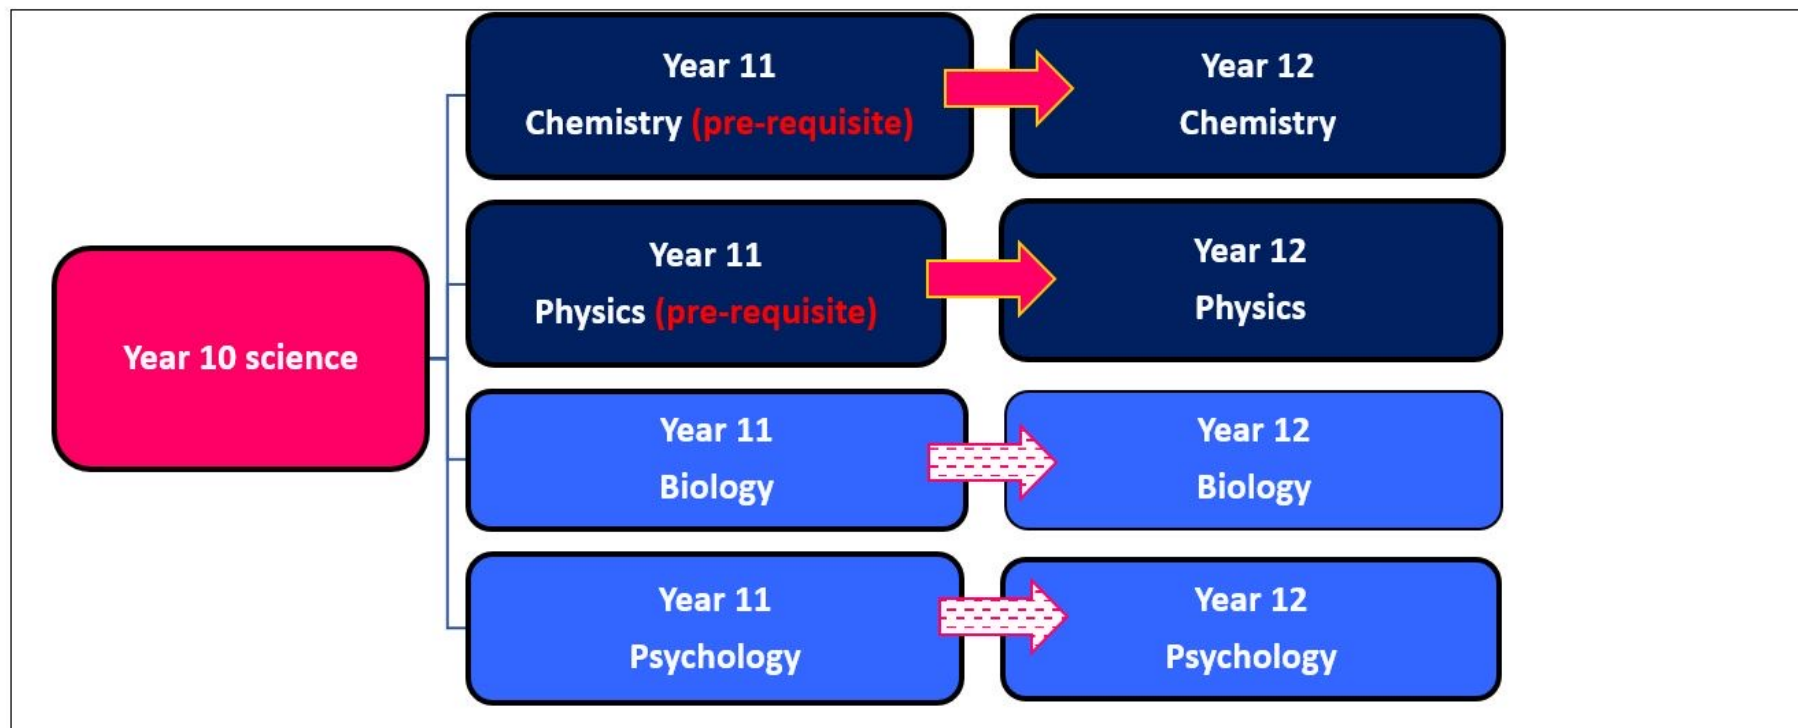 Year 10 science
Year 11
Chemistry (pre-requisite)
Year 12
Chemistry
Year 11
Physics (pre-requisite)
Year 12
Physics
Year 11
Biology
Year 12
Biology
Year 11
Psychology
Year 12
Psychology